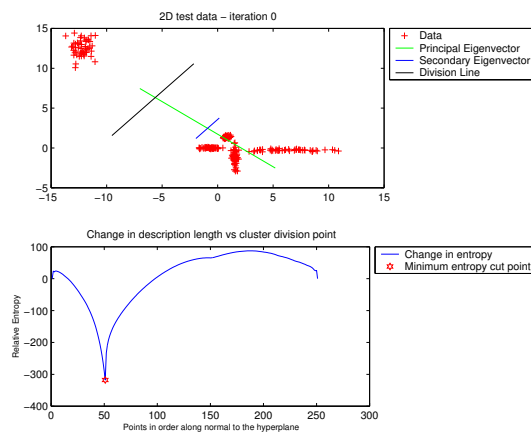 2D test data − iteration 0
15
10
5
0
−5
−15
−10
−5
0
5
10
15
Data
Principal Eigenvector
Secondary Eigenvector
Division Line
Change in description length vs cluster division point
100
0
−100
−200
−300
−400
Relative Entropy
0
50
100
150
200
250
300
Points in order along normal to the hyperplane
Change in entropy
Minimum entropy cut point